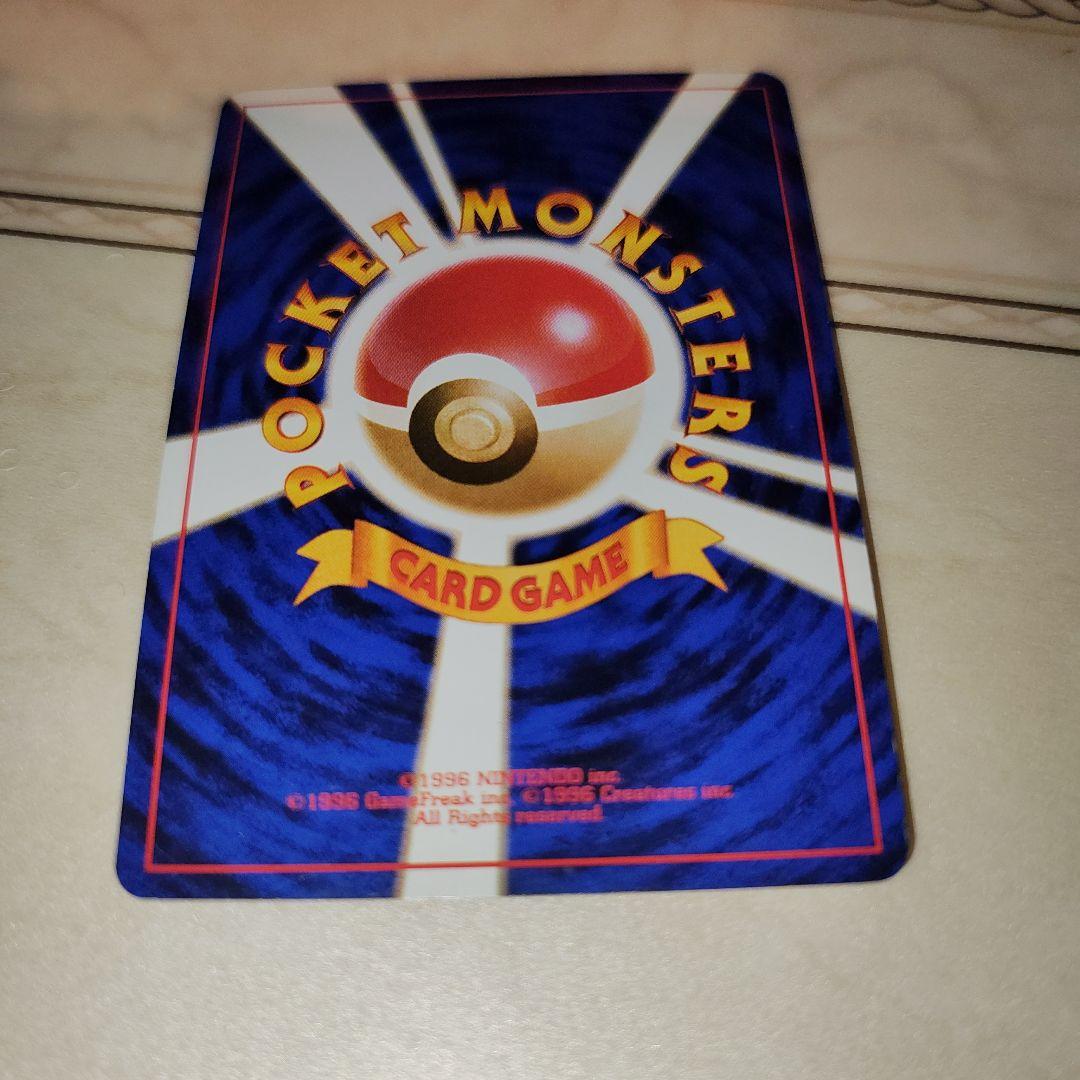 POCKET MONSTERS
CARD GAME
©1996 NINTENDO inc.
©1996 GameFreak inc. ©1996 Creatures inc.
All Rights reserved.